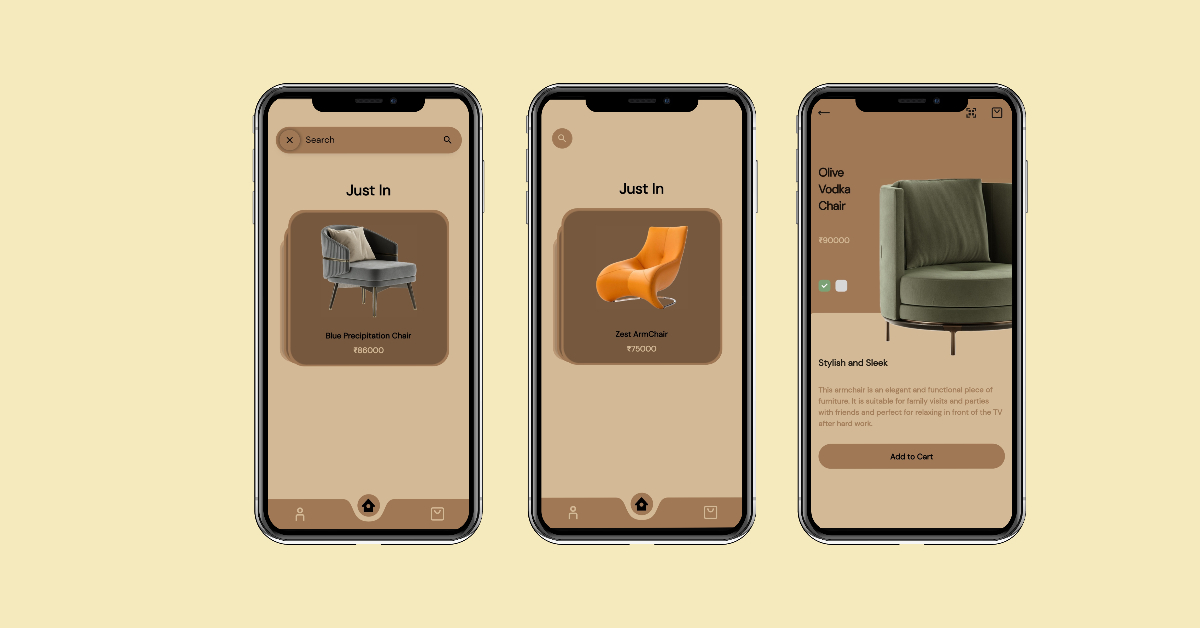 Search
Just In
Blue Precipitation Chair
₹86000
Just In
Zest ArmChair
₹75000
Olive
Vodka
Chair
₹90000
Stylish and Sleek
This armchair is an elegant and functional piece of
furniture. It is suitable for family visits and parties
with friends and perfect for relaxing in front of the TV
after hard work.
Add to Cart